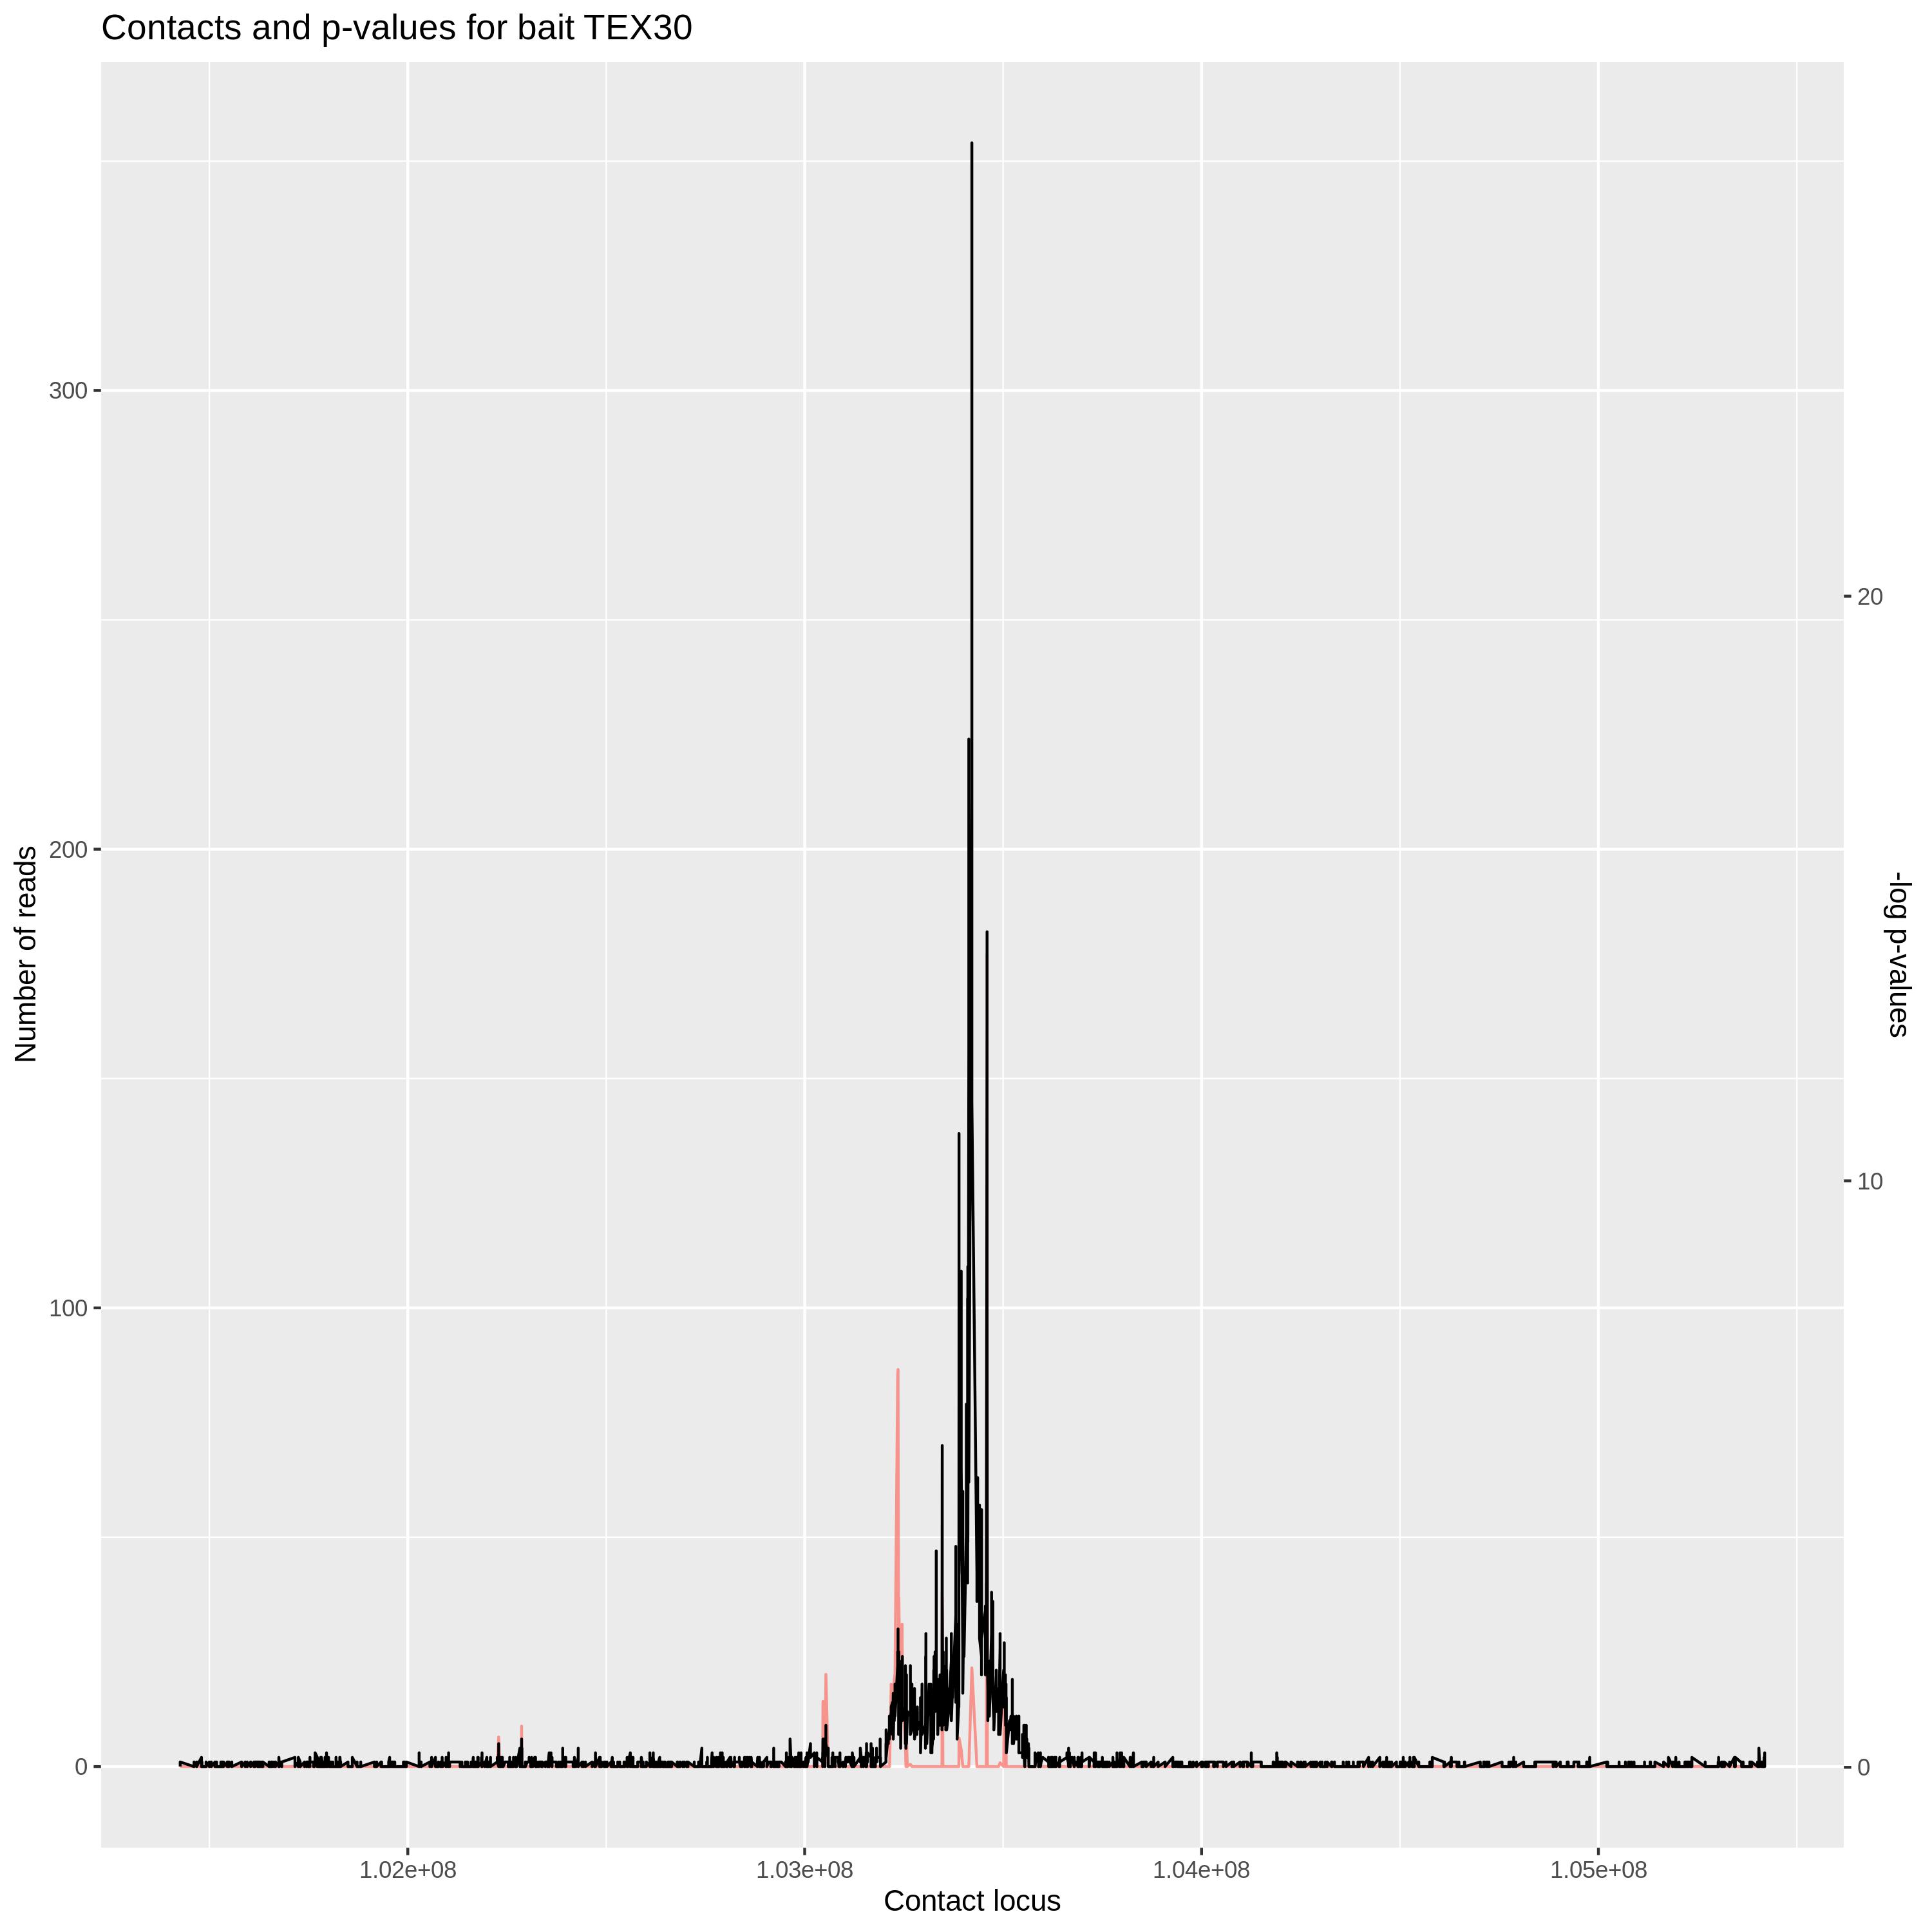 Contacts and p-values for bait TEX30
300
200
100
0
Number of reads
20
10
0
-log p-values
1.02e+08
1.03e+08
1.04e+08
1.05e+08
Contact locus